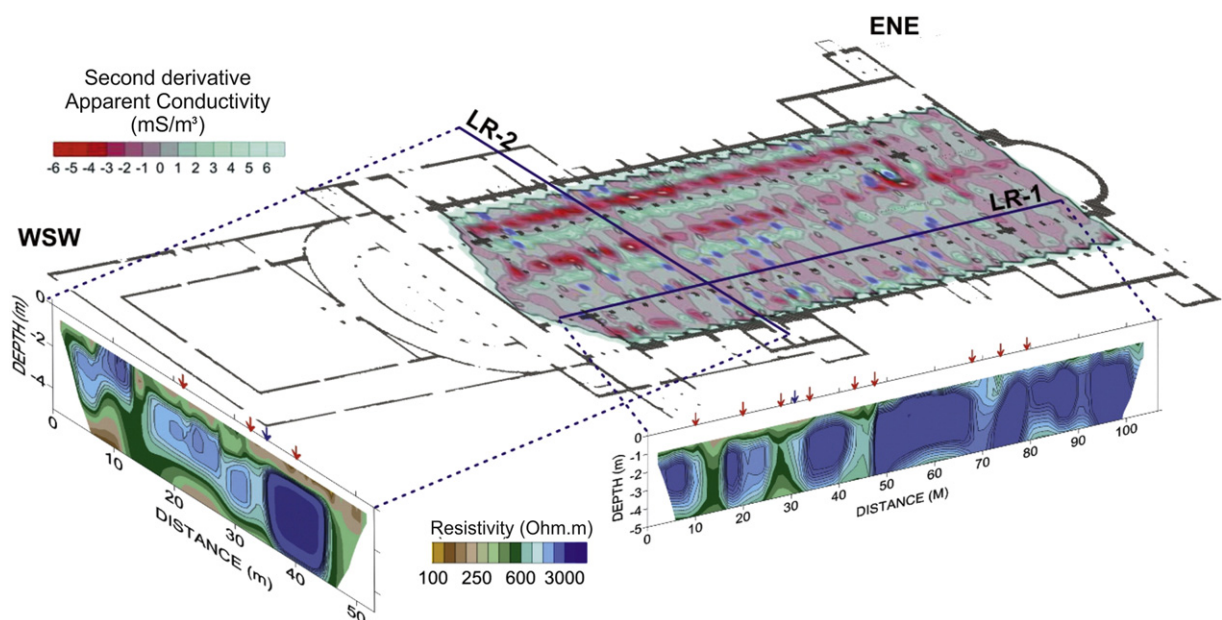 ENE
Second derivative
Apparent Conductivity
(mS/m³)
-6 -5 -4 -3 -2 -1 0 1 2 3 4 5 6
LR-2
LR-1
WSW
0
-2
-4
DEPTH (m)
0 10 20 30 40 50
DISTANCE (m)
Resistivity (Ohm.m)
100 250 600 3000
0
-1
-2
-3
-4
-5
DEPTH (m)
0 10 20 30 40 50 60 70 80 90 100
DISTANCE (M)